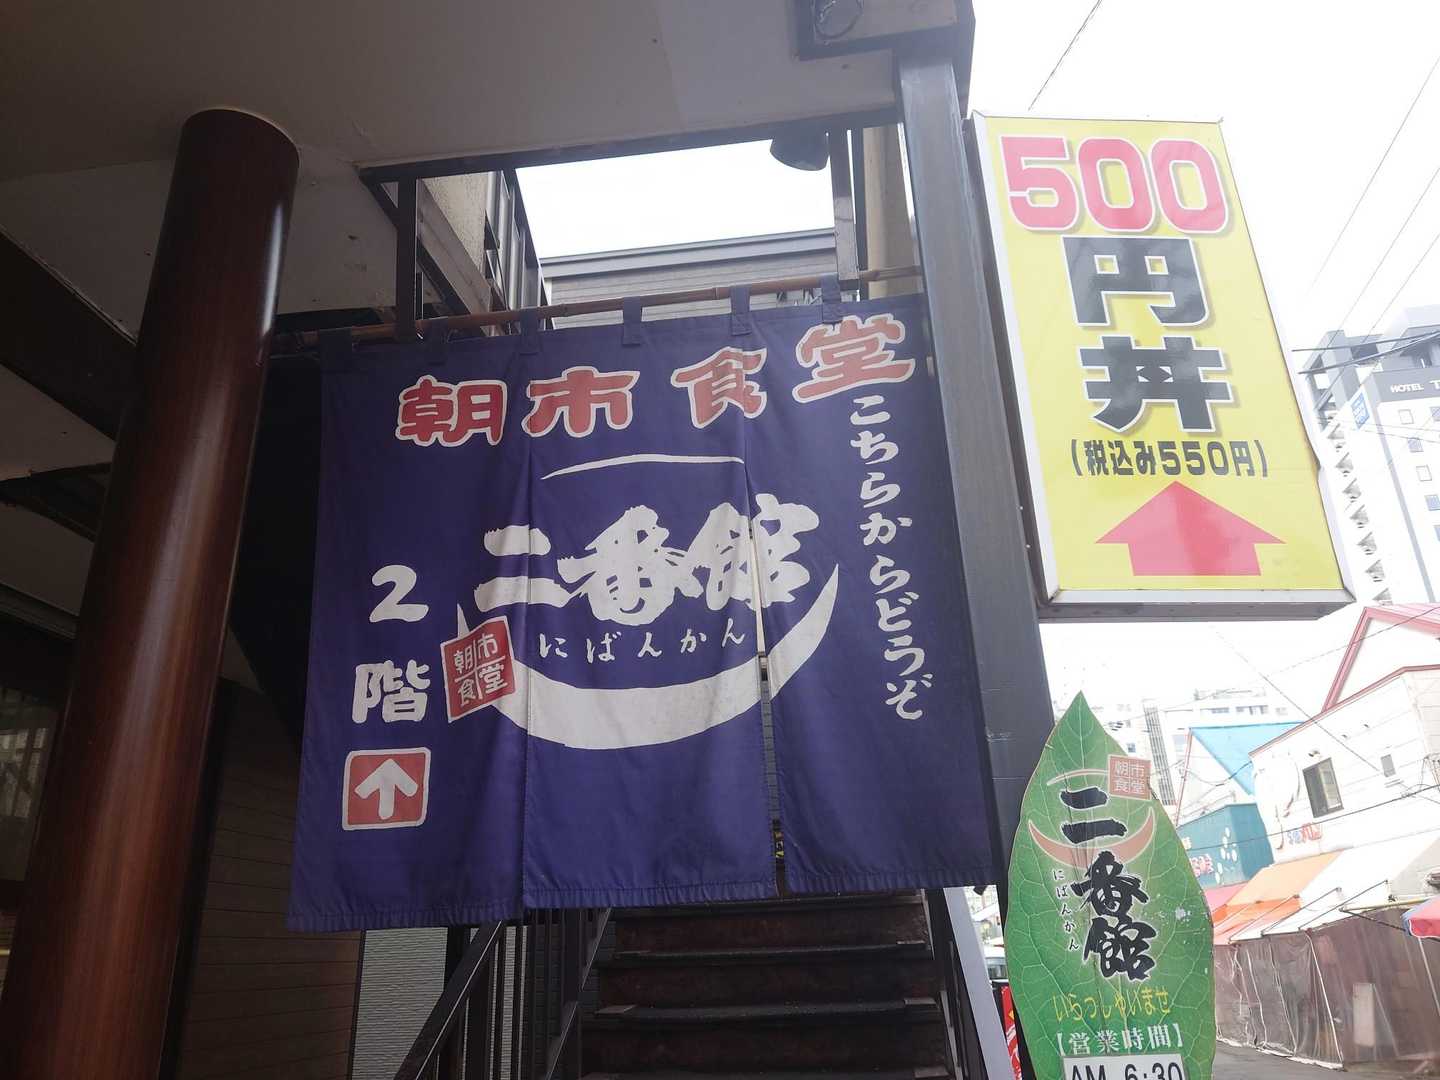 朝市食堂
二番館
にばんかん
朝市
食堂
2階
こちらからどうぞ
500
円
丼
(税込み550円)
朝市
食堂
二番館
にばんかん
いらっしゃいませ
【営業時間】
AM 6:30
HOTEL